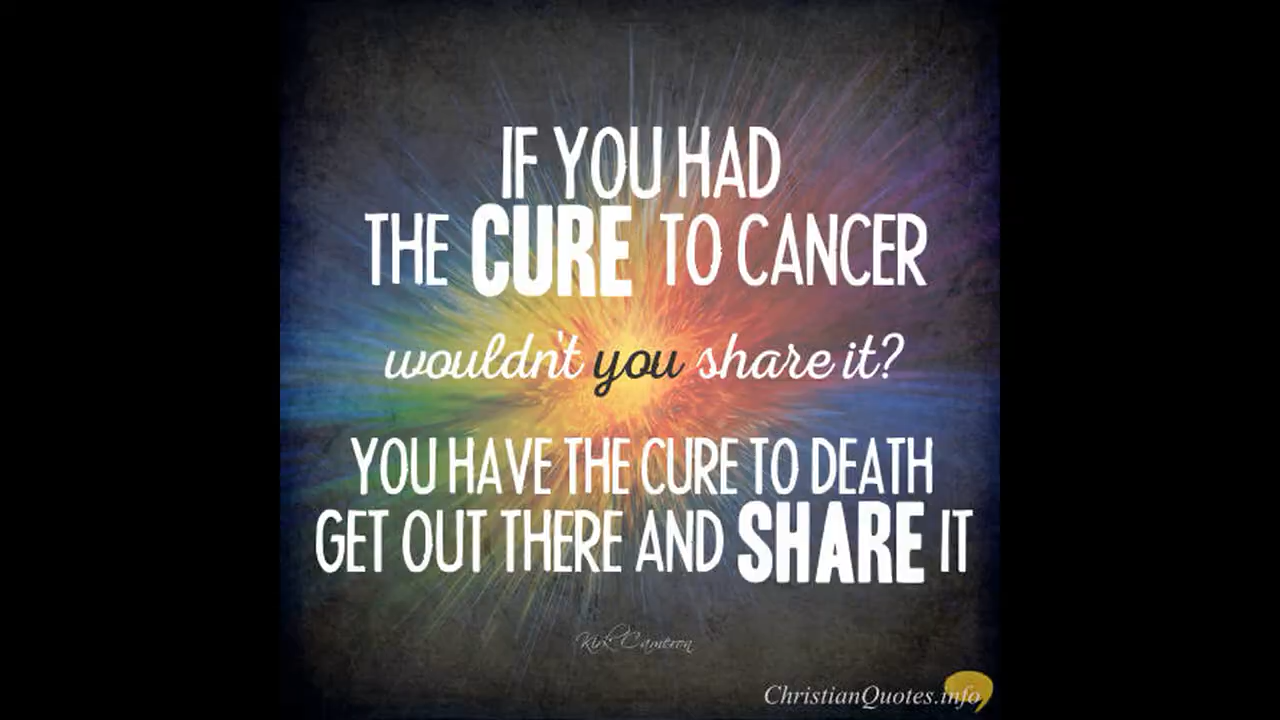 IF YOU HAD
THE CURE TO CANCER
wouldn't you share it?
YOU HAVE THE CURE TO DEATH
GET OUT THERE AND SHARE IT
Kirk Cameron
ChristianQuotes.info